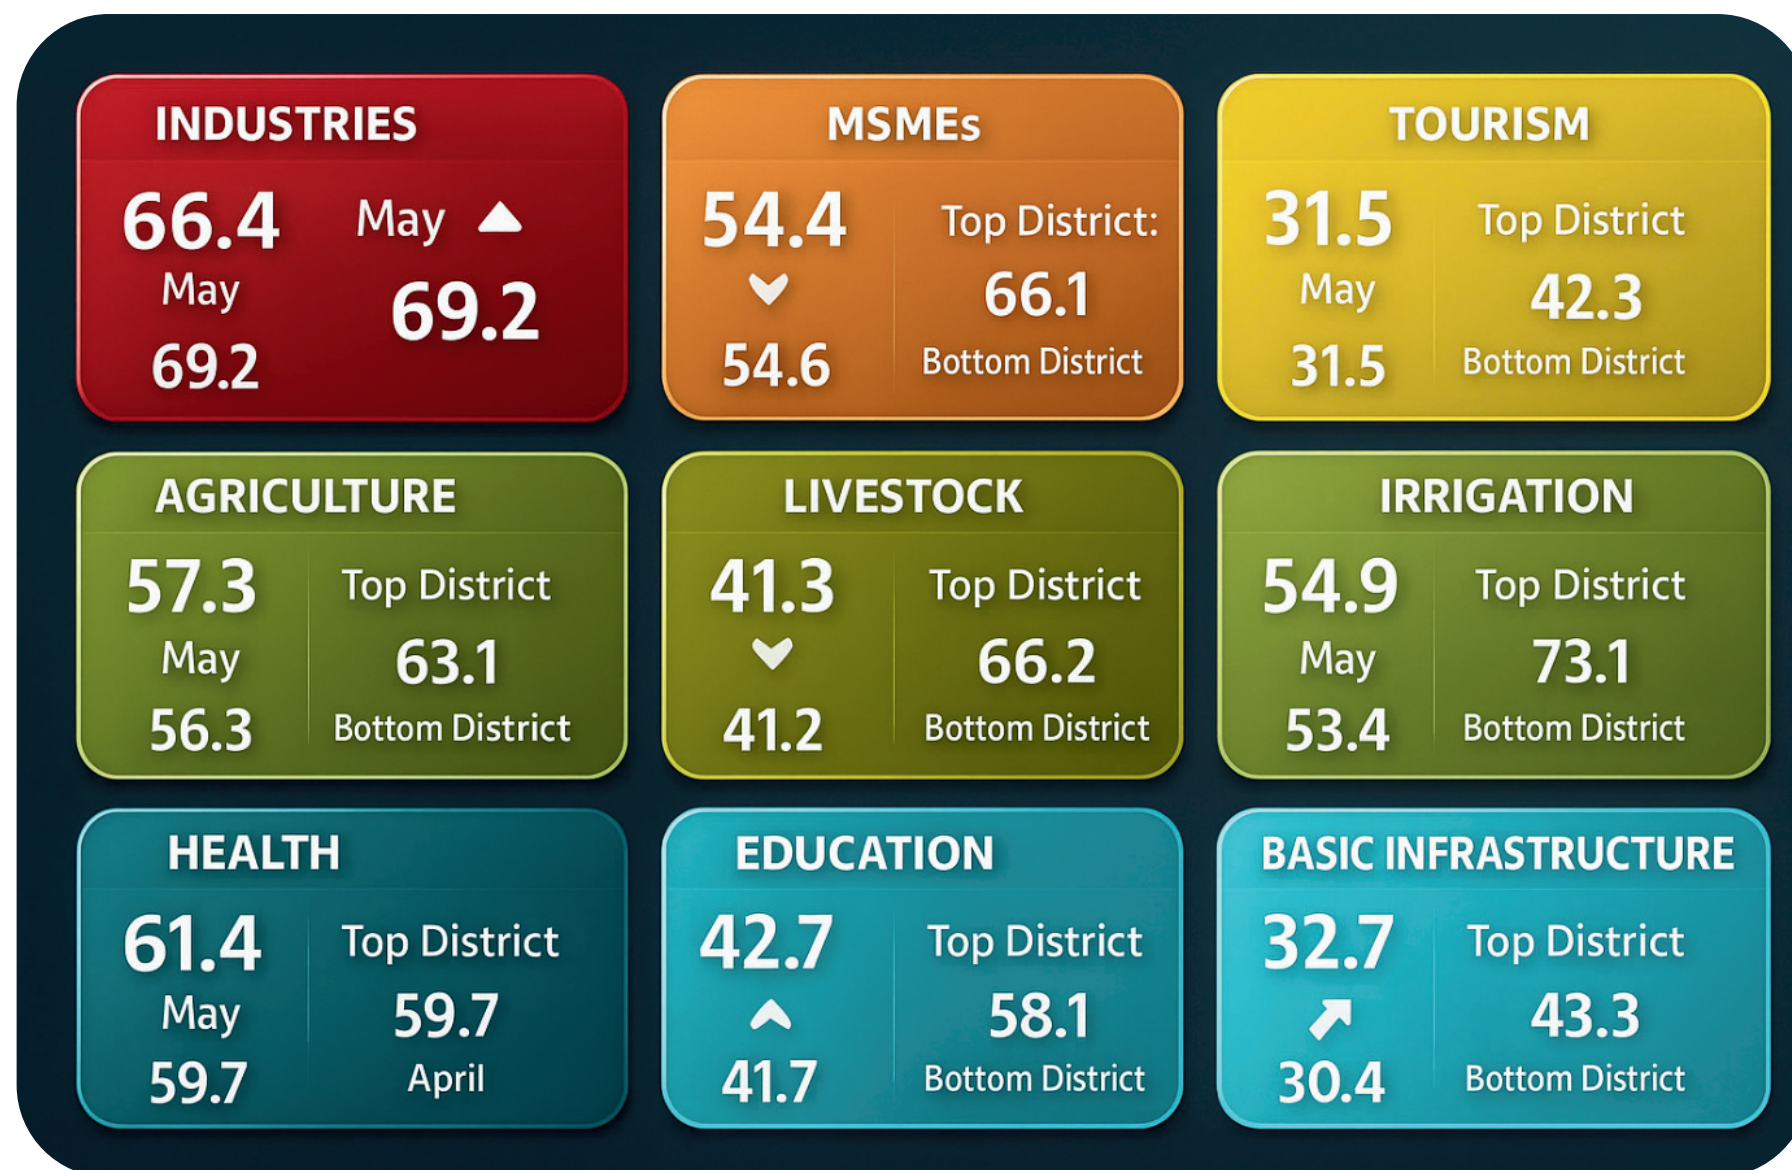 INDUSTRIES
66.4
May
69.2
May
69.2
MSMEs
54.4
54.6
Top District:
66.1
Bottom District
TOURISM
31.5
May
31.5
Top District
42.3
Bottom District
AGRICULTURE
57.3
May
56.3
Top District
63.1
Bottom District
LIVESTOCK
41.3
41.2
Top District
66.2
Bottom District
IRRIGATION
54.9
May
53.4
Top District
73.1
Bottom District
HEALTH
61.4
May
59.7
Top District
59.7
April
EDUCATION
42.7
41.7
Top District
58.1
Bottom District
BASIC INFRASTRUCTURE
32.7
30.4
Top District
43.3
Bottom District